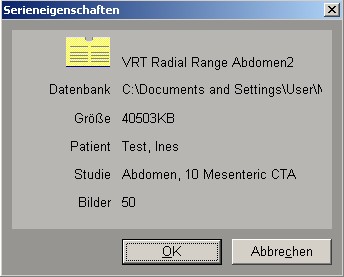 Serieneigenschaften
VRT Radial Range Abdomen2
Datenbank C:\Documents and Settings\User\
Größe 40503KB
Patient Test, Ines
Studie Abdomen, 10 Mesenteric CTA
Bilder 50
OK Abbrechen